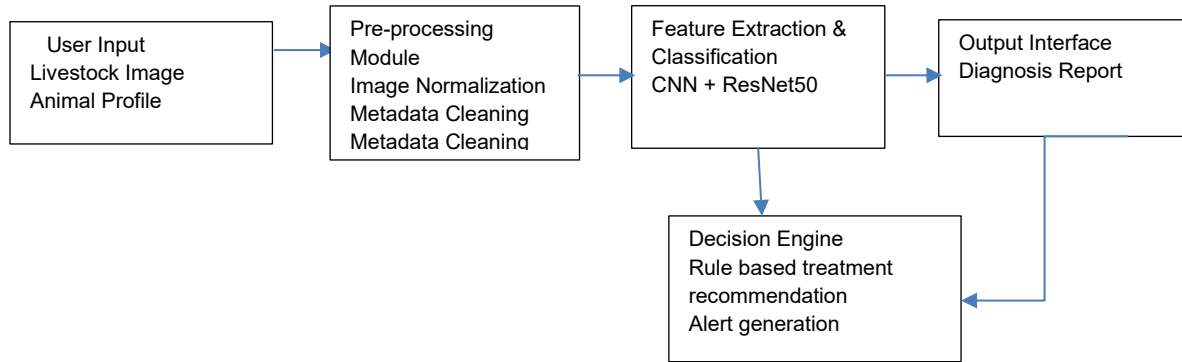 User Input
Livestock Image
Animal Profile
Pre-processing
Module
Image Normalization
Metadata Cleaning
Metadata Cleaning
Feature Extraction &
Classification
CNN + ResNet50
Output Interface
Diagnosis Report
Decision Engine
Rule based treatment
recommendation
Alert generation